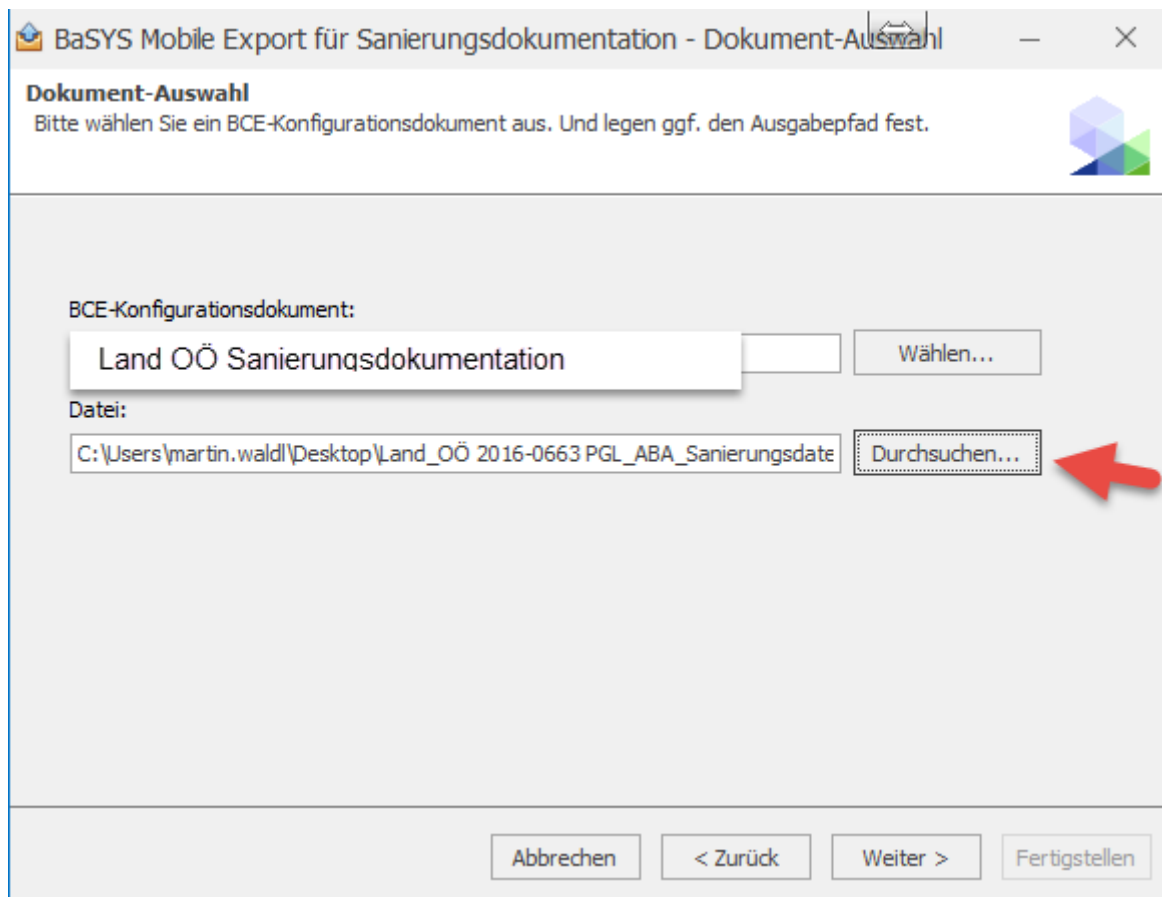 BaSYS Mobile Export für Sanierungsdokumentation - Dokument-Auswahl
Dokument-Auswahl
Bitte wählen Sie ein BCE-Konfigurationsdokument aus. Und legen ggf. den Ausgabepfad fest.
BCE-Konfigurationsdokument:
Land OÖ Sanierungsdokumentation
Wählen...
Datei:
C:\Users\martin.waldl\Desktop\Land_OÖ 2016-0663 PGL_ABA_Sanierungsdate
Durchsuchen...
Abbrechen
< Zurück
Weiter >
Fertigstellen